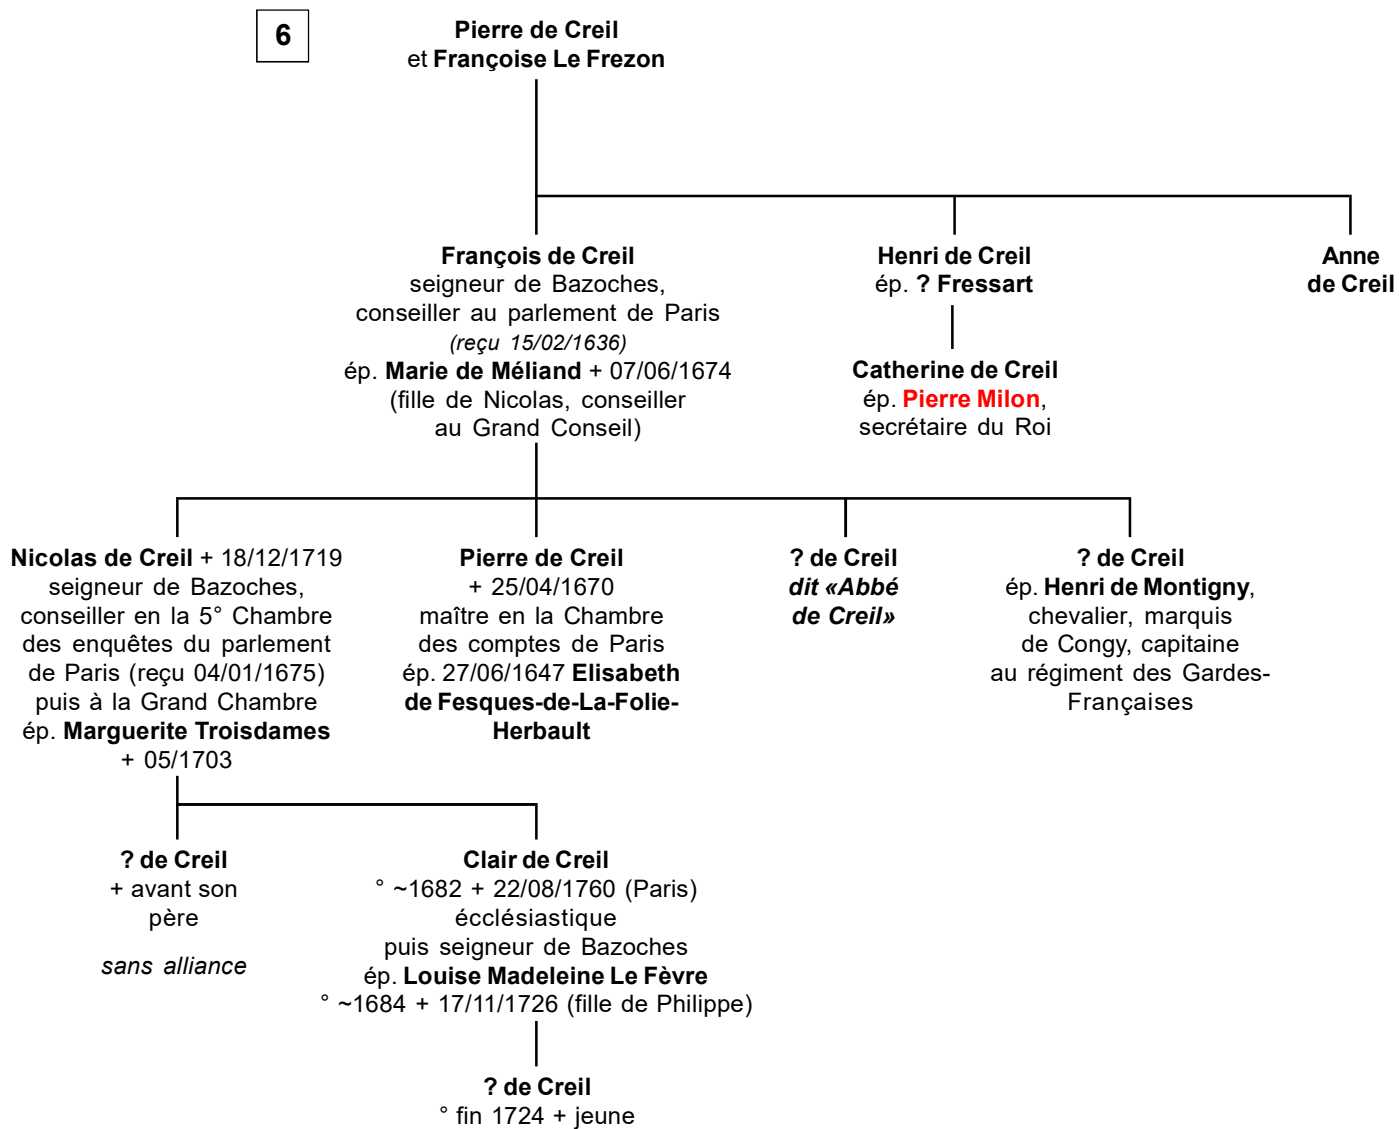 6
Pierre de Creil
et Françoise Le Frezon
François de Creil
seigneur de Bazoches,
conseiller au parlement de Paris
(reçu 15/02/1636)
ép. Marie de Méliand + 07/06/1674
(fille de Nicolas, conseiller
au Grand Conseil)
Henri de Creil
ép. ? Fressart
Catherine de Creil
ép. Pierre Milon,
secrétaire du Roi
Anne
de Creil
Nicolas de Creil + 18/12/1719
seigneur de Bazoches,
conseiller en la 5° Chambre
des enquêtes du parlement
de Paris (reçu 04/01/1675)
puis à la Grand Chambre
ép. Marguerite Troisdames
+ 05/1703
Pierre de Creil
+ 25/04/1670
maître en la Chambre
des comptes de Paris
ép. 27/06/1647 Elisabeth
de Fesques-de-La-Folie-
Herbault
? de Creil
dit «Abbé
de Creil»
? de Creil
ép. Henri de Montigny,
chevalier, marquis
de Congy, capitaine
au régiment des Gardes-
Françaises
? de Creil
+ avant son
père
sans alliance
Clair de Creil
° ~1682 + 22/08/1760 (Paris)
écclésiastique
puis seigneur de Bazoches
ép. Louise Madeleine Le Fèvre
° ~1684 + 17/11/1726 (fille de Philippe)
? de Creil
° fin 1724 + jeune